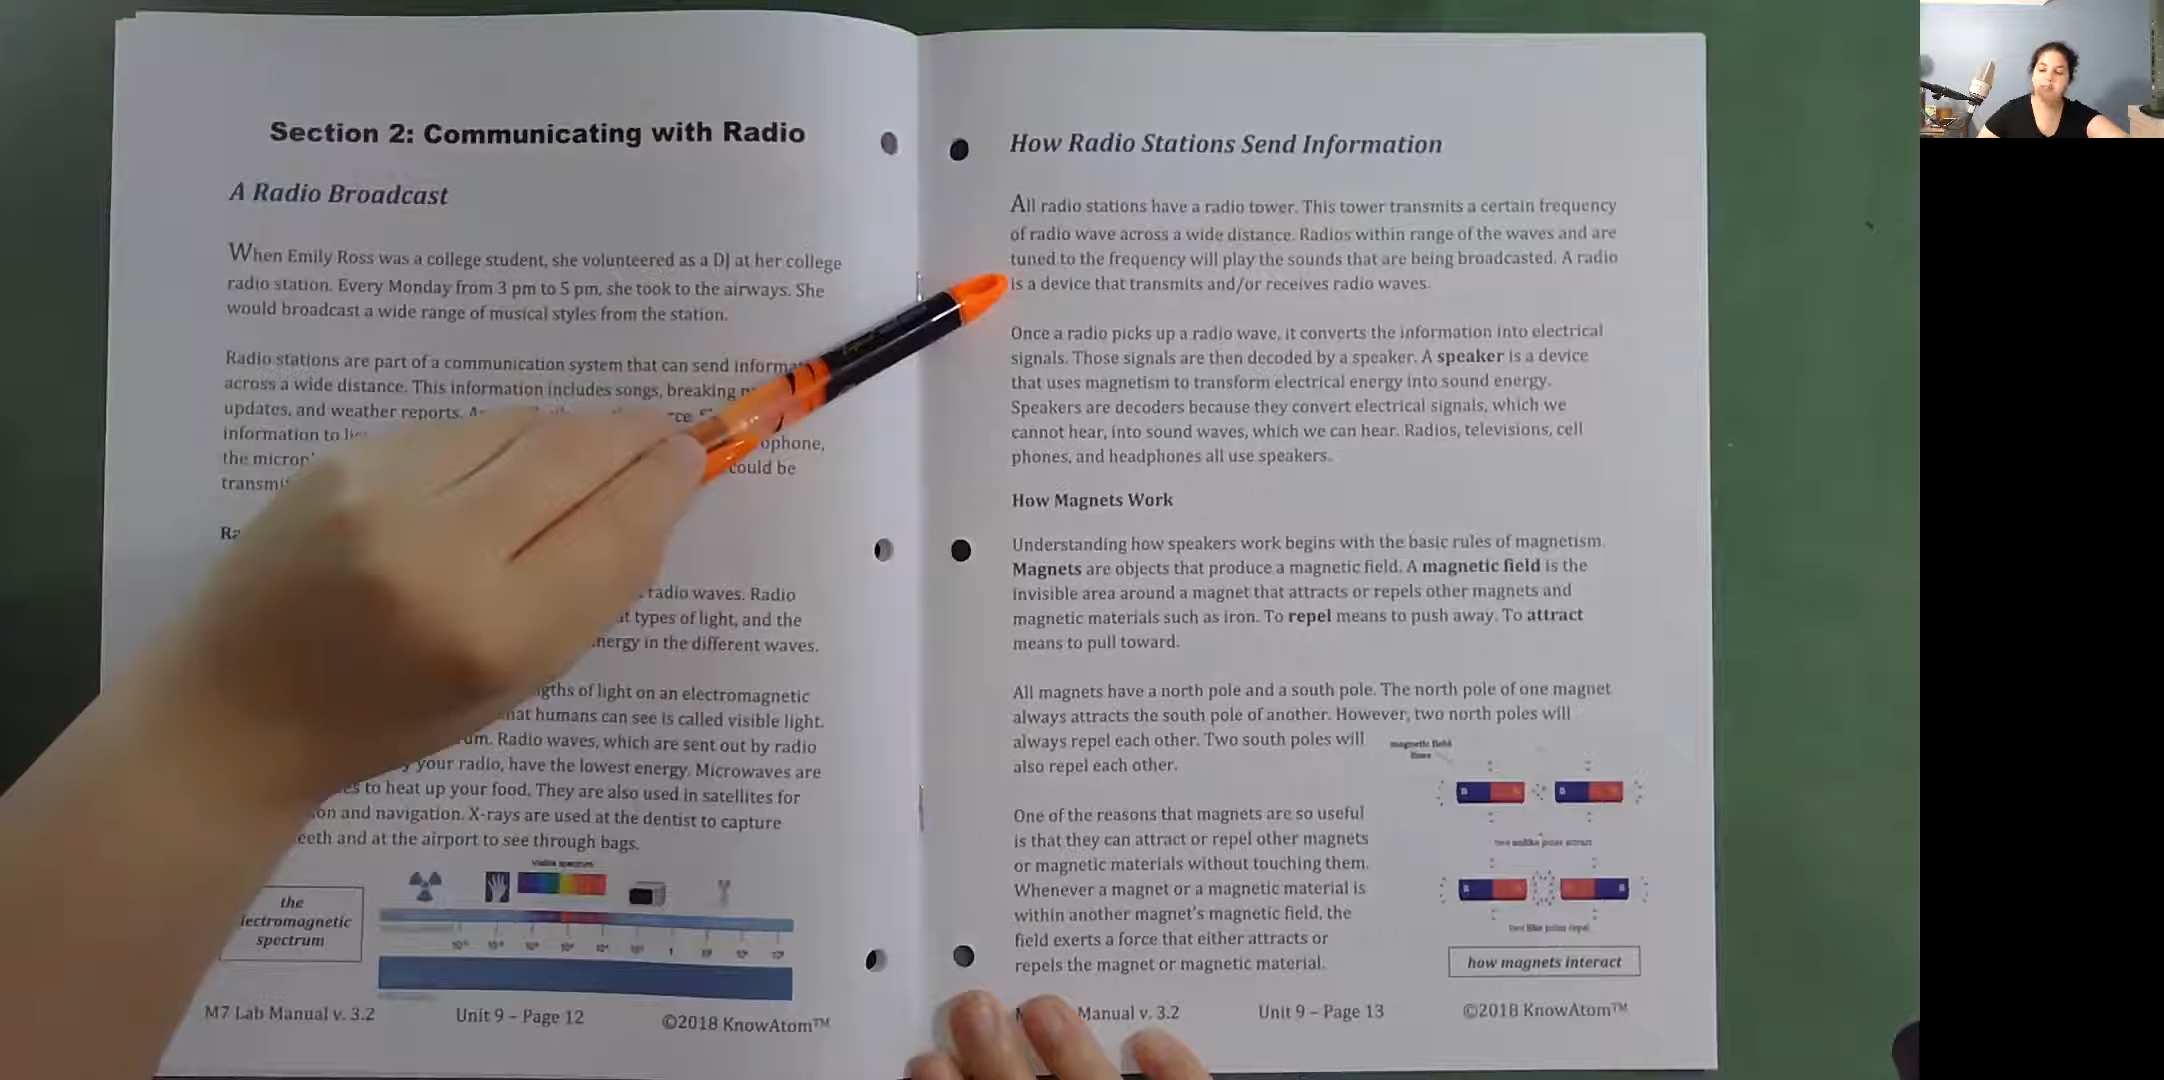 Section 2: Communicating with Radio
A Radio Broadcast
When Emily Ross was a college student, she volunteered as a DJ at her college
radio station. Every Monday from 3 pm to 5 pm, she took to the airways. She
would broadcast a wide range of musical styles from the station.
Radio stations are part of a communication system that can send
across a wide distance. This information includes songs, breaking
updates, and weather reports.
information to
ophone,
the
could be
radio waves. Radio
types of light, and the
in the different waves.
of light on an electromagnetic
humans can see is called visible light.
Radio waves, which are sent out by radio
your radio, have the lowest energy. Microwaves are
to heat up your food. They are also used in satellites for
and navigation. X-rays are used at the dentist to capture
and at the airport to see through bags.
visible spectrum
the
lectromagnetic
spectrum
M7 Lab Manual v. 3.2 Unit 9 – Page 12 ©2018 KnowAtom™
How Radio Stations Send Information
All radio stations have a radio tower. This tower transmits a certain frequency
of radio wave across a wide distance. Radios within range of the waves and are
tuned to the frequency will play the sounds that are being broadcasted. A radio
is a device that transmits and/or receives radio waves.
Once a radio picks up a radio wave, it converts the information into electrical
signals. Those signals are then decoded by a speaker. A speaker is a device
that uses magnetism to transform electrical energy into sound energy.
Speakers are decoders because they convert electrical signals, which we
cannot hear, into sound waves, which we can hear. Radios, televisions, cell
phones, and headphones all use speakers.
How Magnets Work
Understanding how speakers work begins with the basic rules of magnetism.
Magnets are objects that produce a magnetic field. A magnetic field is the
invisible area around a magnet that attracts or repels other magnets and
magnetic materials such as iron. To repel means to push away. To attract
means to pull toward.
All magnets have a north pole and a south pole. The north pole of one magnet
always attracts the south pole of another. However, two north poles will
always repel each other. Two south poles will
also repel each other.
One of the reasons that magnets are so useful
is that they can attract or repel other magnets
or magnetic materials without touching them.
Whenever a magnet or a magnetic material is
within another magnet's magnetic field, the
field exerts a force that either attracts or
repels the magnet or magnetic material.
magnetic field
lines
two unlike poles attract
two like poles repel
how magnets interact
Manual v. 3.2 Unit 9 – Page 13 ©2018 KnowAtom™